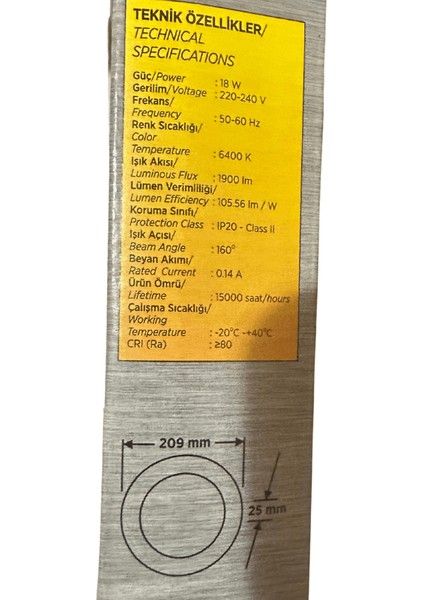 TEKNİK ÖZELLİKLER/
TECHNICAL
SPECIFICATIONS
Güç/Power : 18 W
Gerilim/Voltage : 220-240 V
Frekans/
Frequency : 50-60 Hz
Renk Sıcaklığı/
Color
Temperature : 6400 K
Işık Akısı/
Luminous Flux : 1900 lm
Lümen Verimliliği/
Lumen Efficiency : 105.56 lm / W
Koruma Sınıfı/
Protection Class : IP20 - Class II
Işık Açısı/
Beam Angle : 160°
Beyan Akımı/
Rated Current : 0.14 A
Ürün Ömrü/
Lifetime : 15000 saat/hours
Çalışma Sıcaklığı/
Working
Temperature : -20°C -+40°C
CRI (Ra) : ≥80
209 mm
25 mm